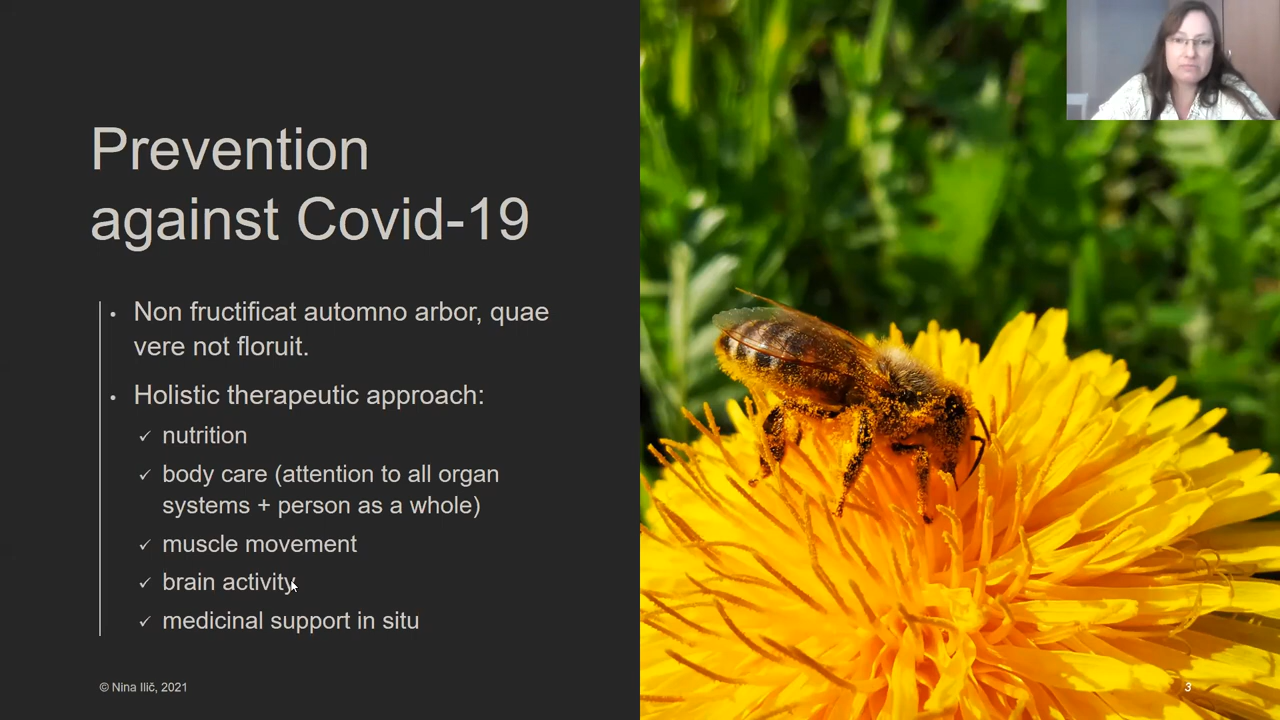 Prevention
against Covid-19
• Non fructificat automno arbor, quae
vere not floruit.
• Holistic therapeutic approach:
✓ nutrition
✓ body care (attention to all organ
systems + person as a whole)
✓ muscle movement
✓ brain activity
✓ medicinal support in situ
© Nina Ilič, 2021
3